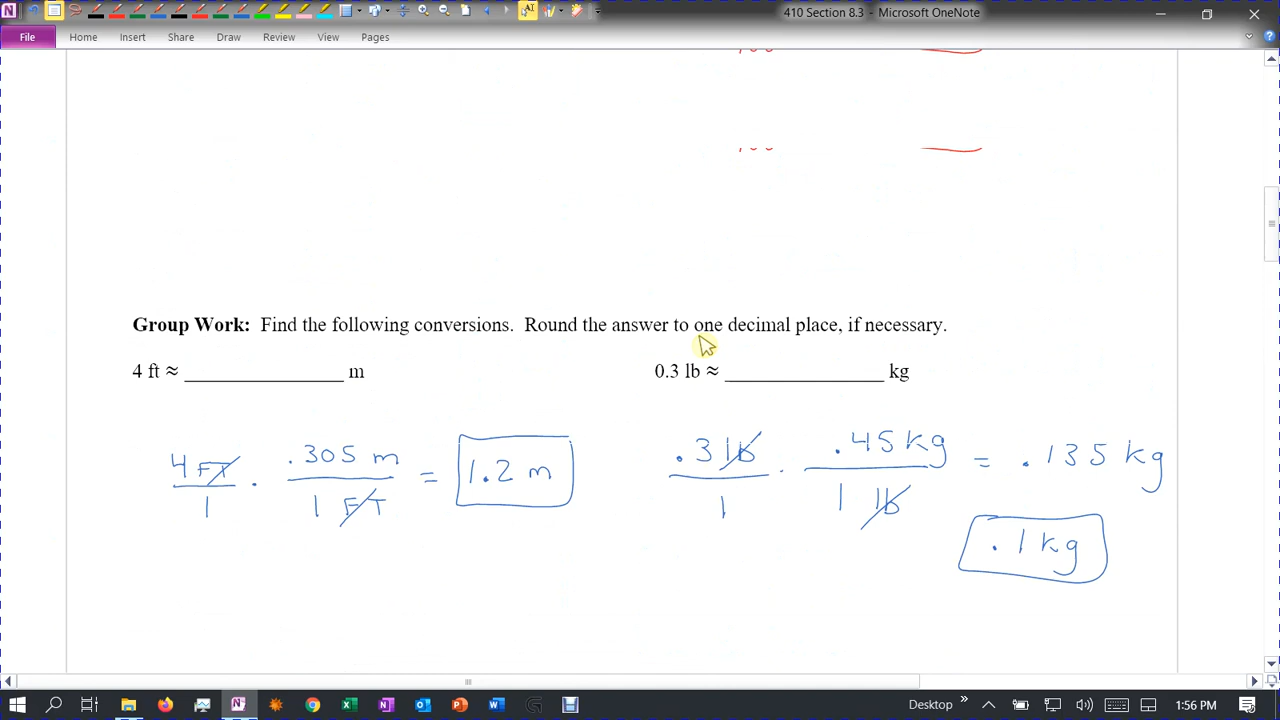 410 Section 8.3 - Microsoft OneNote
File Home Insert Share Draw Review View Pages
Group Work: Find the following conversions. Round the answer to one decimal place, if necessary.
4 ft ≈ ________________ m
0.3 lb ≈ ________________ kg
4 FT / 1 · .305 m / 1 FT = 1.2 m
.3 lb / 1 · .45 kg / 1 lb = .135 kg
.1 kg
Desktop
1:56 PM